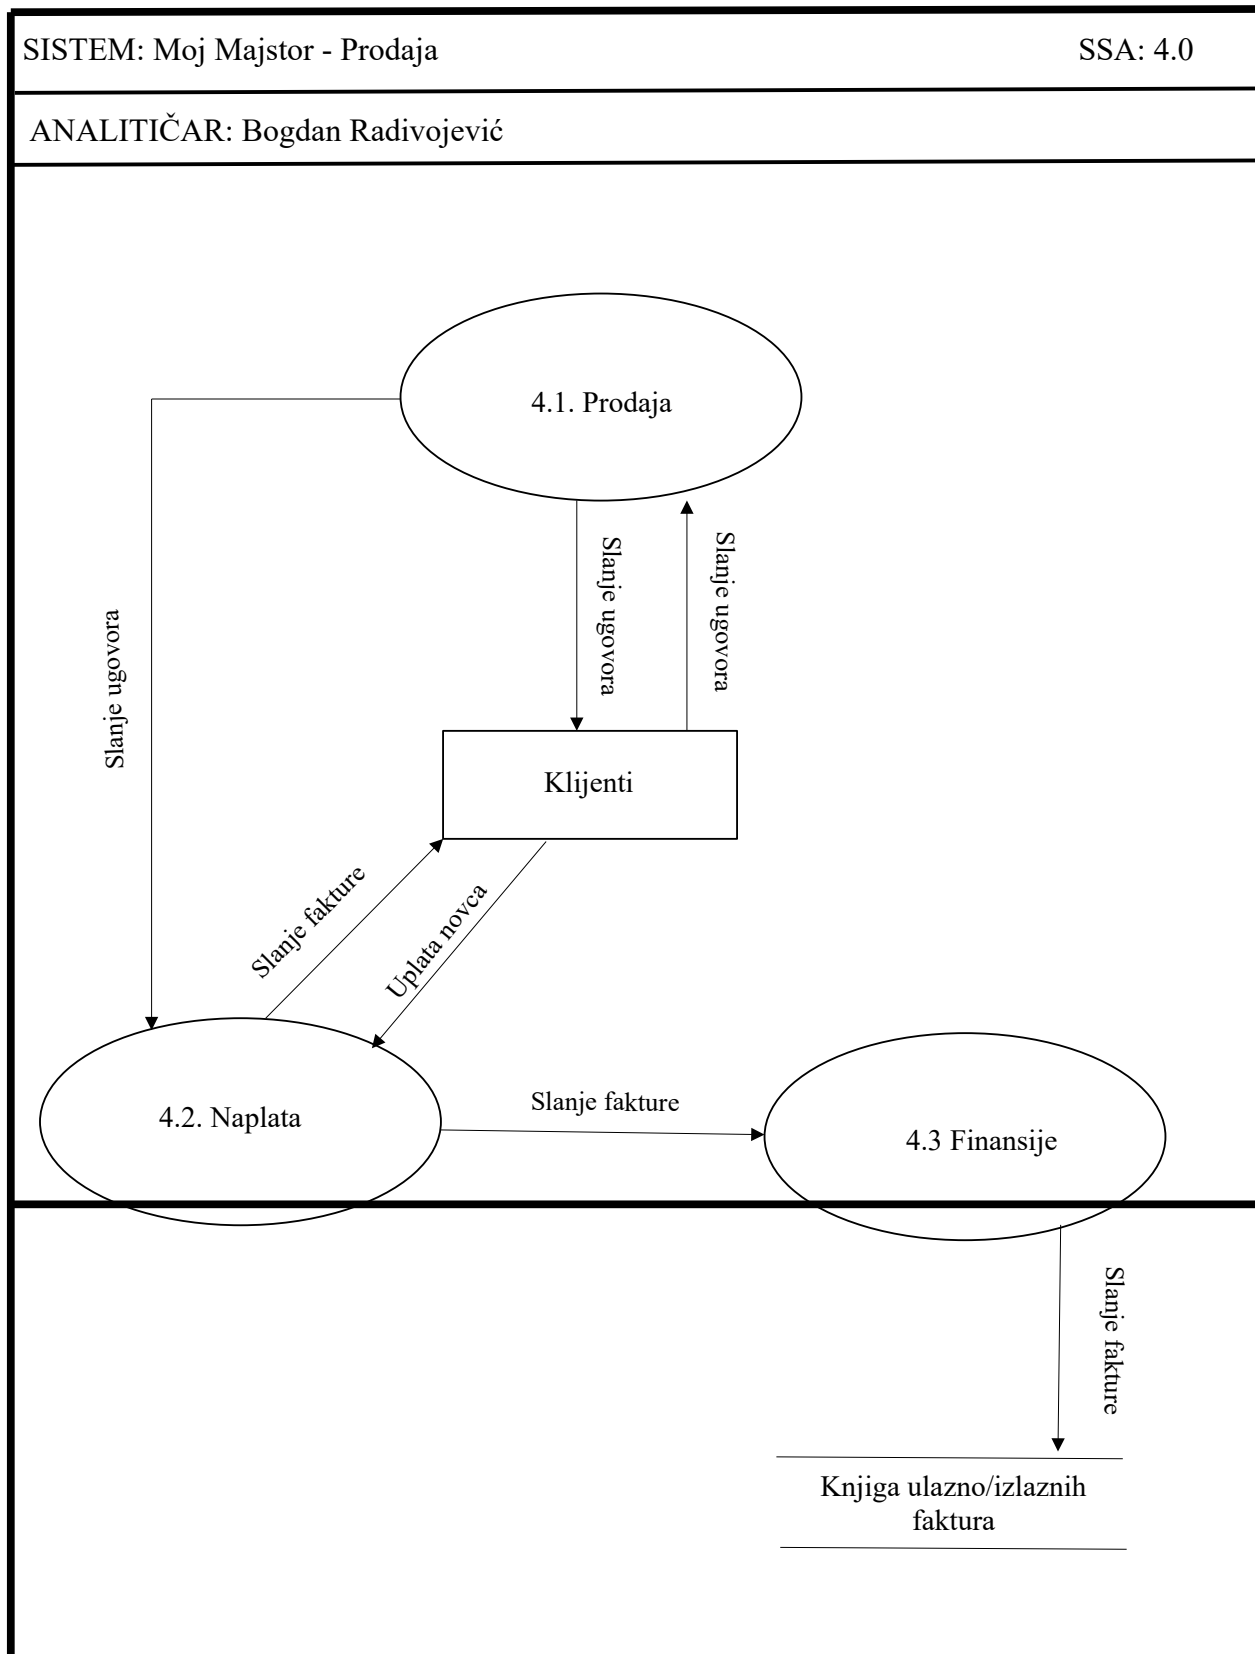 SISTEM: Moj Majstor - Prodaja SSA: 4.0
ANALITIČAR: Bogdan Radivojević
4.1. Prodaja
Slanje ugovora
Slanje ugovora
Slanje ugovora
Klijenti
Slanje fakture
Uplata novca
4.2. Naplata
Slanje fakture
4.3 Finansije
Slanje fakture
Knjiga ulazno/izlaznih
faktura